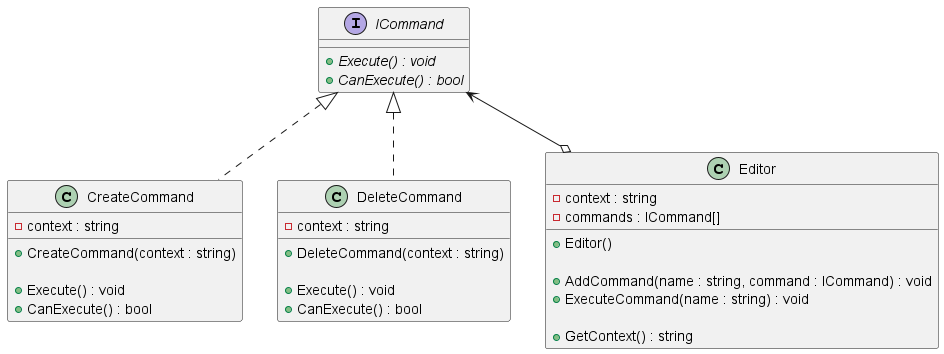 I ICommand
Execute() : void
CanExecute() : bool
C CreateCommand
context : string
CreateCommand(context : string)
Execute() : void
CanExecute() : bool
C DeleteCommand
context : string
DeleteCommand(context : string)
Execute() : void
CanExecute() : bool
C Editor
context : string
commands : ICommand[]
Editor()
AddCommand(name : string, command : ICommand) : void
ExecuteCommand(name : string) : void
GetContext() : string